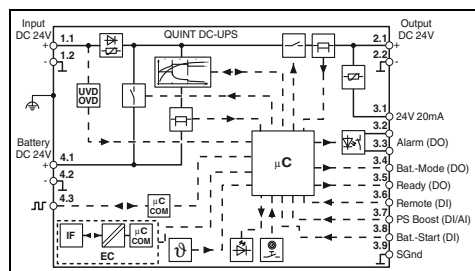 Input
DC 24V
QUINT DC-UPS
Output
DC 24V
1.1
+
2.1
+
1.2
-
2.2
-
UVD
OVD
3.1
24V 20mA
3.2
Alarm (DO)
3.3
Battery
DC 24V
4.1
+
µC
3.4
Bat.-Mode (DO)
4.2
-
3.5
Ready (DO)
4.3
µC
COM
3.6
Remote (DI)
3.7
PS Boost (DI/AI)
IF
µC
COM
EC
ϑ
3.8
Bat.-Start (DI)
3.9
SGnd